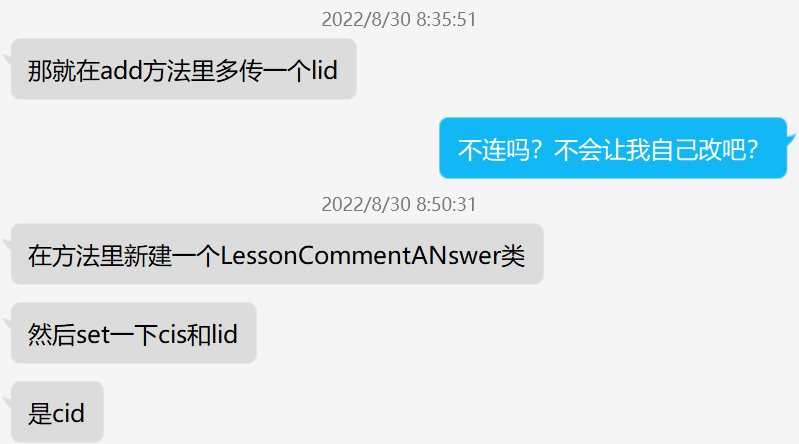 2022/8/30 8:35:51
那就在add方法里多传一个lid
不连吗？不会让我自己改吧？
2022/8/30 8:50:31
在方法里新建一个LessonCommentANswer类
然后set一下cis和lid
是cid